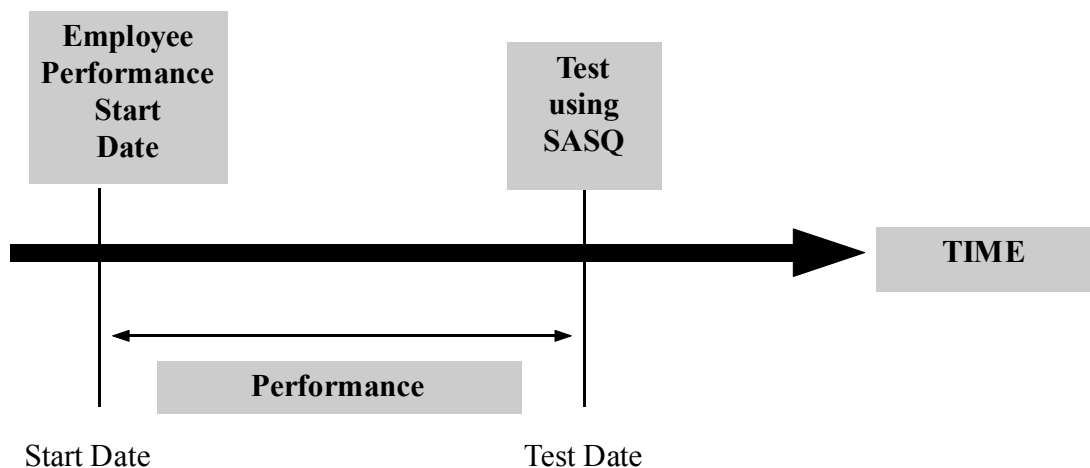 Employee
Performance
Start
Date
Test
using
SASQ
TIME
Performance
Start Date
Test Date